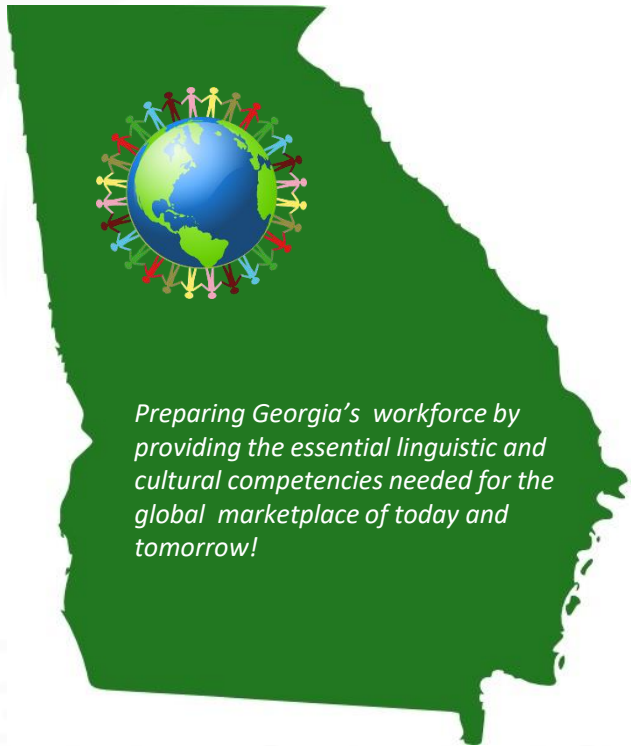 Preparing Georgia’s  workforce by
providing the essential linguistic and
cultural competencies needed for the
global  marketplace of today and
tomorrow!